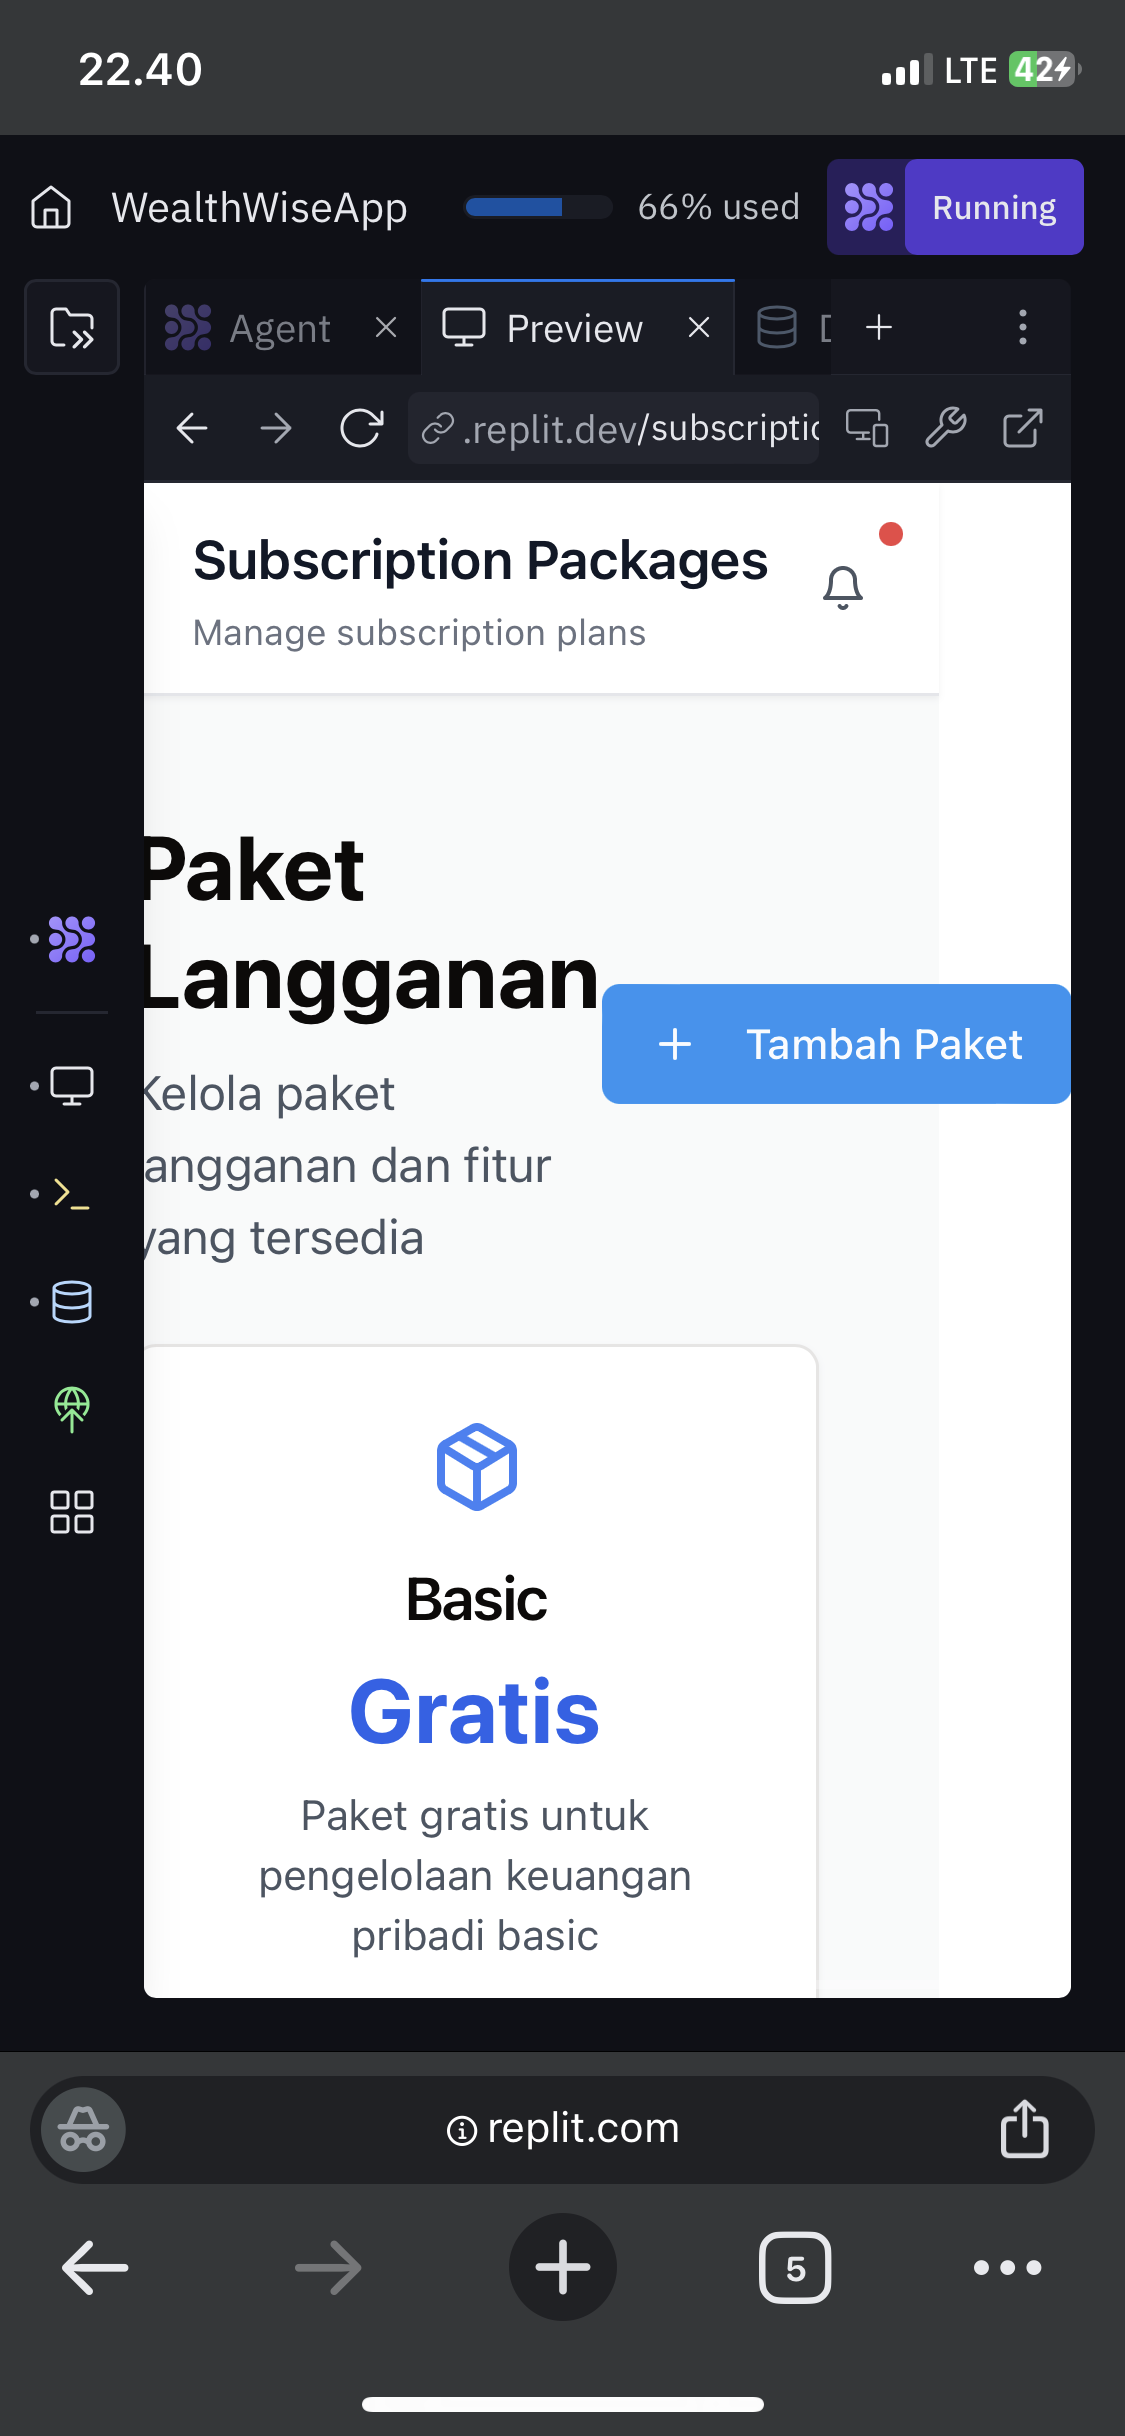 22.40
LTE 42
WealthWiseApp 66% used Running
Agent Preview
.replit.dev/subscriptio
Subscription Packages
Manage subscription plans
Paket
Langganan
Tambah Paket
Kelola paket
angganan dan fitur
yang tersedia
Basic
Gratis
Paket gratis untuk
pengelolaan keuangan
pribadi basic
replit.com
5